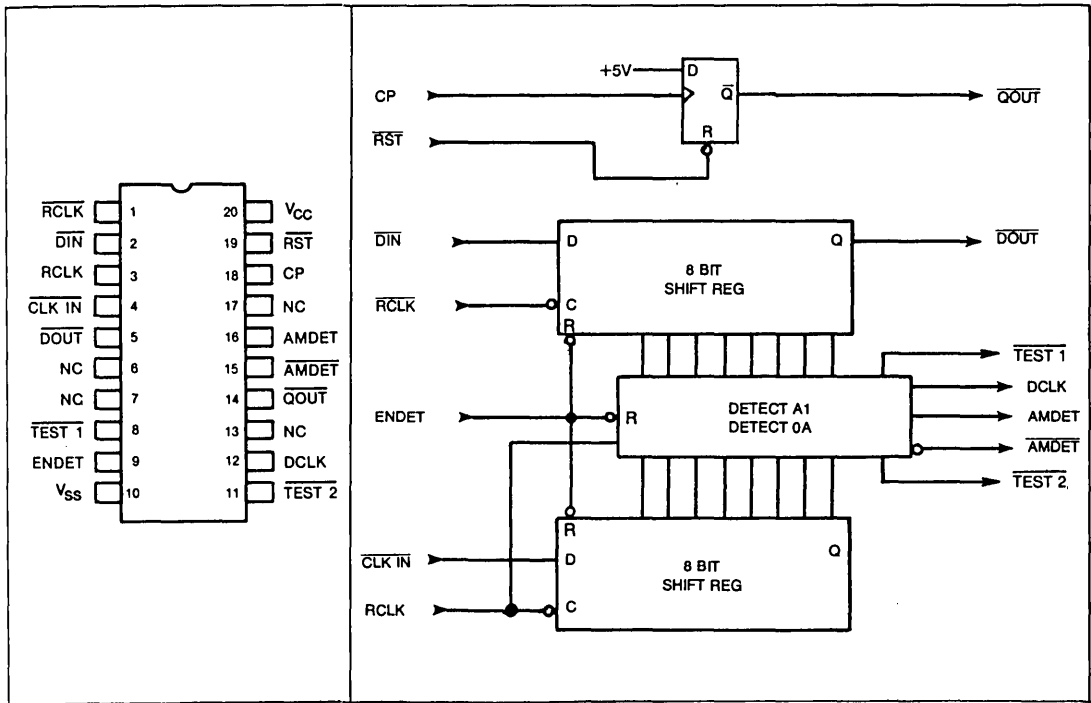 RCLK
DIN
RCLK
CLK IN
DOUT
NC
NC
TEST 1
ENDET
VSS
1
2
3
4
5
6
7
8
9
10
20
19
18
17
16
15
14
13
12
11
VCC
RST
CP
NC
AMDET
AMDET
QOUT
NC
DCLK
TEST 2
+5V
D
CP
Q
QOUT
RST
R
DIN
D
Q
DOUT
8 BIT
SHIFT REG
RCLK
C
R
TEST 1
DETECT A1
DETECT 0A
DCLK
ENDET
R
AMDET
AMDET
TEST 2
R
CLK IN
D
Q
8 BIT
SHIFT REG
RCLK
C